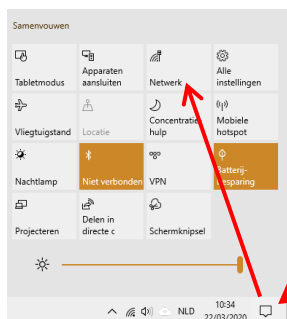 Samenvouwen
Tabletmodus
Apparaten
aansluiten
Netwerk
Alle
instellingen
Vliegtuigstand
Locatie
Concentratie
hulp
Mobiele
hotspot
Nachtlamp
Niet verbonden
VPN
Batterij-
besparing
Projecteren
Delen in
directe c
Schermknipsel
NLD
10:34
22/03/2020